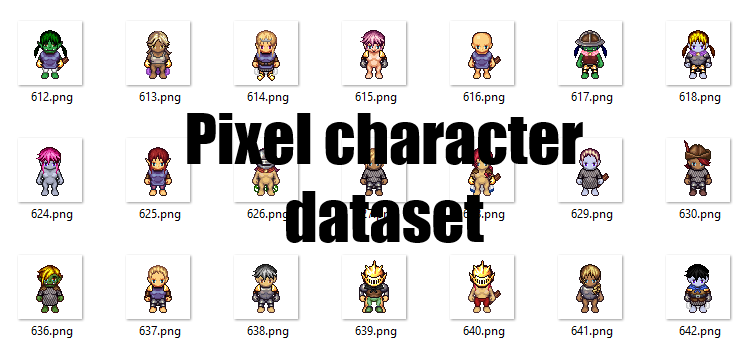 612.png 613.png 614.png 615.png 616.png 617.png 618.png
Pixel character
624.png 625.png 626.png 629.png 630.png
dataset
636.png 637.png 638.png 639.png 640.png 641.png 642.png